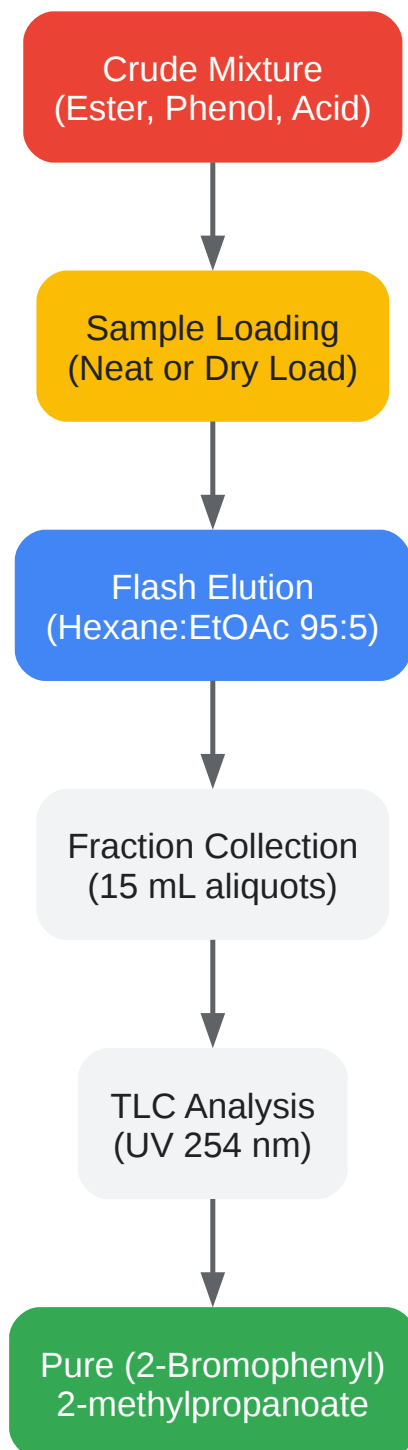 Crude Mixture
(Ester, Phenol, Acid)
Sample Loading
(Neat or Dry Load)
Flash Elution
(Hexane:EtOAc 95:5)
Fraction Collection
(15 mL aliquots)
TLC Analysis
(UV 254 nm)
Pure (2-Bromophenyl)
2-methylpropanoate